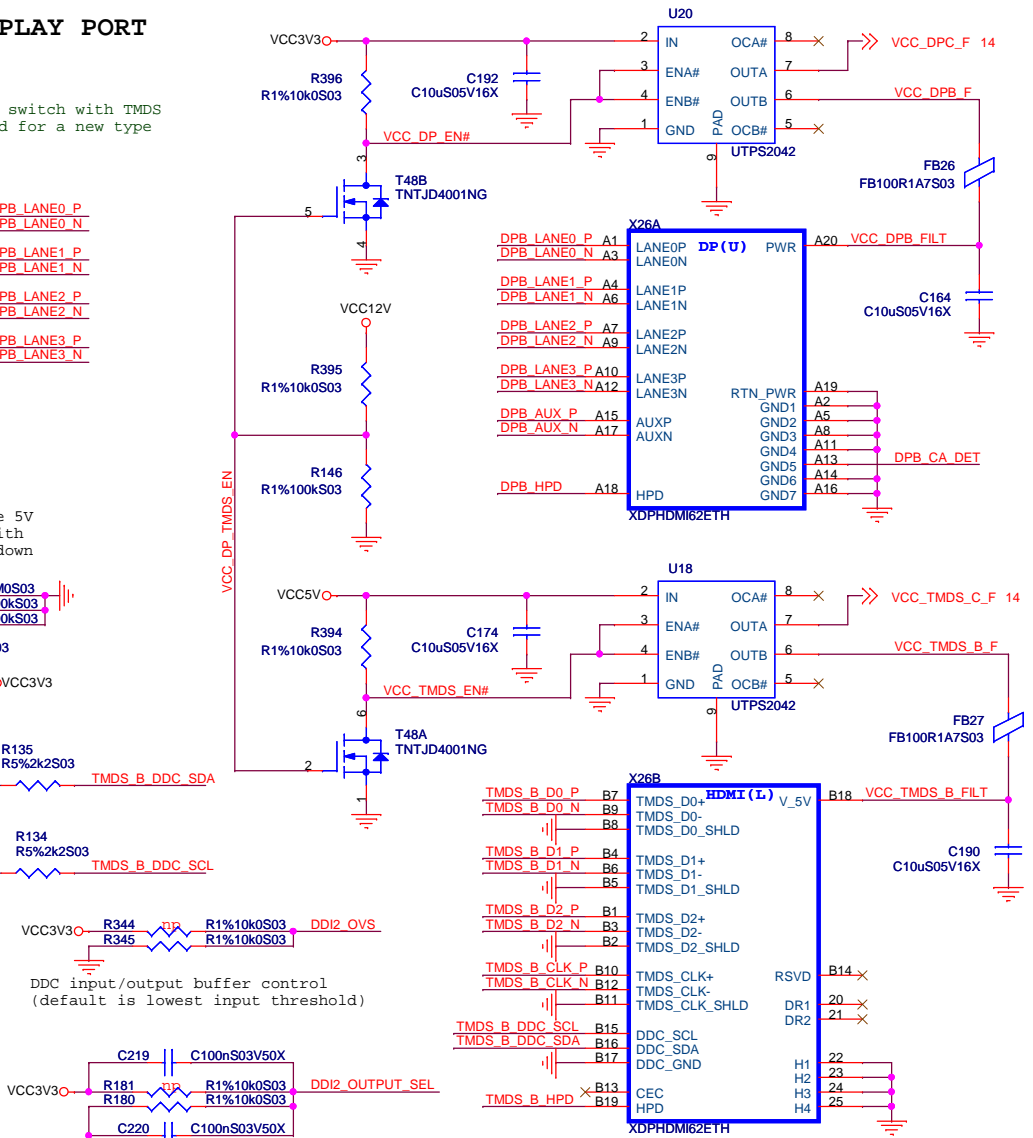 PLAY PORT
switch with TMDS
d for a new type
PB_LANE0_P
PB_LANE0_N
PB_LANE1_P
PB_LANE1_N
PB_LANE2_P
PB_LANE2_N
PB_LANE3_P
PB_LANE3_N
e 5V
ith
down
M0S03
0kS03
0kS03
03
VCC3V3
R135
R5%2k2S03
TMDS_B_DDC_SDA
R134
R5%2k2S03
TMDS_B_DDC_SCL
VCC3V3
R344
np
R1%10k0S03
DDI2_OVS
R345
R1%10k0S03
DDC input/output buffer control
(default is lowest input threshold)
C219
C100nS03V50X
VCC3V3
R181
np
R1%10k0S03
DDI2_OUTPUT_SEL
R180
R1%10k0S03
C220
C100nS03V50X
VCC3V3
R396
R1%10k0S03
C192
C10uS05V16X
VCC_DP_EN#
3
T48B
TNTJD4001NG
5
4
VCC12V
R395
R1%10k0S03
R146
R1%100kS03
VCC_DP_TMDS_EN
VCC5V
R394
R1%10k0S03
C174
C10uS05V16X
VCC_TMDS_EN#
6
T48A
TNTJD4001NG
2
1
U20
2 IN OCA# 8
3 ENA# OUTA 7
4 ENB# OUTB 6
1 GND PAD OCB# 5
9
UTPS2042
VCC_DPC_F 14
VCC_DPB_F
FB26
FB100R1A7S03
VCC_DPB_FILT
C164
C10uS05V16X
X26A
DP(U)
DPB_LANE0_P A1 LANE0P PWR A20
DPB_LANE0_N A3 LANE0N
DPB_LANE1_P A4 LANE1P
DPB_LANE1_N A6 LANE1N
DPB_LANE2_P A7 LANE2P
DPB_LANE2_N A9 LANE2N
DPB_LANE3_P A10 LANE3P
DPB_LANE3_N A12 LANE3N RTN_PWR A19
GND1 A2
DPB_AUX_P A15 AUXP GND2 A5
DPB_AUX_N A17 AUXN GND3 A8
GND4 A11
GND5 A13 DPB_CA_DET
GND6 A14
DPB_HPD A18 HPD GND7 A16
XDPHDMI62ETH
U18
2 IN OCA# 8
3 ENA# OUTA 7
4 ENB# OUTB 6
1 GND PAD OCB# 5
9
UTPS2042
VCC_TMDS_C_F 14
VCC_TMDS_B_F
FB27
FB100R1A7S03
VCC_TMDS_B_FILT
C190
C10uS05V16X
X26B
HDMI(L)
TMDS_B_D0_P B7 TMDS_D0+ V_5V B18
TMDS_B_D0_N B9 TMDS_D0-
B8 TMDS_D0_SHLD
TMDS_B_D1_P B4 TMDS_D1+
TMDS_B_D1_N B6 TMDS_D1-
B5 TMDS_D1_SHLD
TMDS_B_D2_P B1 TMDS_D2+
TMDS_B_D2_N B3 TMDS_D2-
B2 TMDS_D2_SHLD
TMDS_B_CLK_P B10 TMDS_CLK+ RSVD B14
TMDS_B_CLK_N B12 TMDS_CLK-
B11 TMDS_CLK_SHLD DR1 20
DR2 21
TMDS_B_DDC_SCL B15 DDC_SCL
TMDS_B_DDC_SDA B16 DDC_SDA
B17 DDC_GND H1 22
H2 23
B13 CEC H3 24
TMDS_B_HPD B19 HPD H4 25
XDPHDMI62ETH